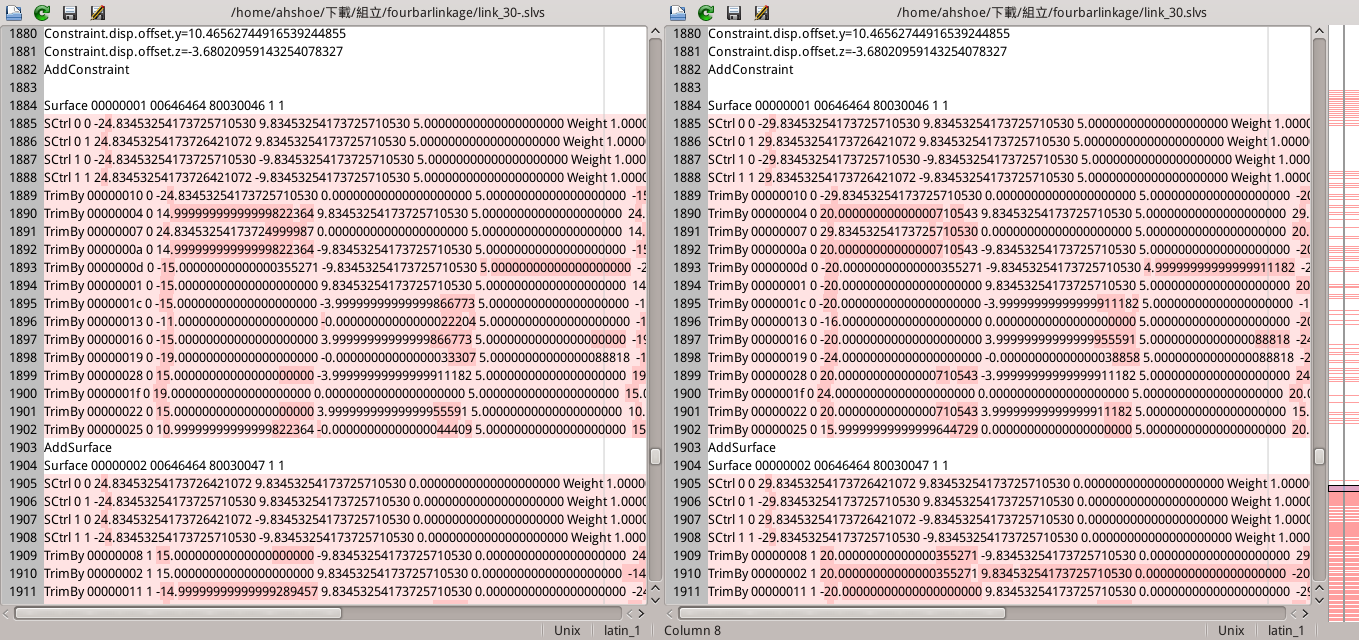 /home/ahshoe/下載/組立/fourbarlinkage/link_30-.slvs
1880 Constraint.disp.offset.y=10.46562744916539244855
1881 Constraint.disp.offset.z=-3.68020959143254078327
1882 AddConstraint
1883
1884 Surface 00000001 00646464 80030046 1 1
1885 SCtrl 0 0 -24.83453254173725710530 9.83453254173725710530 5.00000000000000000000 Weight 1.0000
1886 SCtrl 0 1 24.83453254173726421072 9.83453254173725710530 5.00000000000000000000 Weight 1.0000
1887 SCtrl 1 0 -24.83453254173725710530 -9.83453254173725710530 5.00000000000000000000 Weight 1.000
1888 SCtrl 1 1 24.83453254173726421072 -9.83453254173725710530 5.00000000000000000000 Weight 1.0000
1889 TrimBy 00000010 0 -24.83453254173725710530 0.00000000000000000000 5.00000000000000000000 -15
1890 TrimBy 00000004 0 14.99999999999999822364 9.83453254173725710530 5.00000000000000000000 24.
1891 TrimBy 00000007 0 24.83453254173724999987 0.00000000000000000000 5.00000000000000000000 14.
1892 TrimBy 0000000a 0 14.99999999999999822364 -9.83453254173725710530 5.00000000000000000000 -15
1893 TrimBy 0000000d 0 -15.00000000000000355271 -9.83453254173725710530 5.00000000000000000000 -2
1894 TrimBy 00000001 0 -15.00000000000000000000 9.83453254173725710530 5.00000000000000000000 14
1895 TrimBy 0000001c 0 -15.00000000000000000000 -3.99999999999999866773 5.00000000000000000000 -1
1896 TrimBy 00000013 0 -11.00000000000000000000 -0.00000000000000022204 5.00000000000000000000 -1
1897 TrimBy 00000016 0 -15.00000000000000000000 3.99999999999999866773 5.00000000000000000000 -19
1898 TrimBy 00000019 0 -19.00000000000000000000 -0.00000000000000033307 5.00000000000000088818 -1
1899 TrimBy 00000028 0 15.00000000000000000000 -3.99999999999999911182 5.00000000000000000000 19
1900 TrimBy 0000001f 0 19.00000000000000000000 0.00000000000000000000 5.00000000000000000000 15.0
1901 TrimBy 00000022 0 15.00000000000000000000 3.99999999999999955591 5.00000000000000000000 10.
1902 TrimBy 00000025 0 10.99999999999999822364 -0.00000000000000044409 5.00000000000000000000 15
1903 AddSurface
1904 Surface 00000002 00646464 80030047 1 1
1905 SCtrl 0 0 24.83453254173726421072 9.83453254173725710530 0.00000000000000000000 Weight 1.0000
1906 SCtrl 0 1 -24.83453254173725710530 9.83453254173725710530 0.00000000000000000000 Weight 1.0000
1907 SCtrl 1 0 24.83453254173726421072 -9.83453254173725710530 0.00000000000000000000 Weight 1.0000
1908 SCtrl 1 1 -24.83453254173725710530 -9.83453254173725710530 0.00000000000000000000 Weight 1.000
1909 TrimBy 00000008 1 15.00000000000000000000 -9.83453254173725710530 0.00000000000000000000 24
1910 TrimBy 00000002 1 15.00000000000000000000 9.83453254173725710530 0.00000000000000000000 -14
1911 TrimBy 00000011 1 -14.99999999999999289457 9.83453254173725710530 0.00000000000000000000 -24
Unix latin_1
/home/ahshoe/下載/組立/fourbarlinkage/link_30.slvs
1880 Constraint.disp.offset.y=10.46562744916539244855
1881 Constraint.disp.offset.z=-3.68020959143254078327
1882 AddConstraint
1883
1884 Surface 00000001 00646464 80030046 1 1
1885 SCtrl 0 0 -29.83453254173725710530 9.83453254173725710530 5.00000000000000000000 Weight 1.0000
1886 SCtrl 0 1 29.83453254173726421072 9.83453254173725710530 5.00000000000000000000 Weight 1.0000
1887 SCtrl 1 0 -29.83453254173725710530 -9.83453254173725710530 5.00000000000000000000 Weight 1.000
1888 SCtrl 1 1 29.83453254173726421072 -9.83453254173725710530 5.00000000000000000000 Weight 1.0000
1889 TrimBy 00000010 0 -29.83453254173725710530 0.00000000000000000000 5.00000000000000000000 -20
1890 TrimBy 00000004 0 20.00000000000000710543 9.83453254173725710530 5.00000000000000000000 29.
1891 TrimBy 00000007 0 29.83453254173725710530 0.00000000000000000000 5.00000000000000000000 20.
1892 TrimBy 0000000a 0 20.00000000000000710543 -9.83453254173725710530 5.00000000000000000000 -20
1893 TrimBy 0000000d 0 -20.00000000000000355271 -9.83453254173725710530 4.99999999999999911182 -2
1894 TrimBy 00000001 0 -20.00000000000000000000 9.83453254173725710530 5.00000000000000000000 20
1895 TrimBy 0000001c 0 -20.00000000000000000000 -3.99999999999999911182 5.00000000000000000000 -1
1896 TrimBy 00000013 0 -16.00000000000000000000 0.00000000000000000000 5.00000000000000000000 -20
1897 TrimBy 00000016 0 -20.00000000000000000000 3.99999999999999955591 5.00000000000000088818 -24
1898 TrimBy 00000019 0 -24.00000000000000000000 -0.00000000000000038858 5.00000000000000088818 -2
1899 TrimBy 00000028 0 20.00000000000000710543 -3.99999999999999911182 5.00000000000000000000 24
1900 TrimBy 0000001f 0 24.00000000000000000000 0.00000000000000000000 5.00000000000000000000 20.0
1901 TrimBy 00000022 0 20.00000000000000710543 3.99999999999999911182 5.00000000000000000000 15.
1902 TrimBy 00000025 0 15.99999999999999644729 0.00000000000000000000 5.00000000000000000000 20.
1903 AddSurface
1904 Surface 00000002 00646464 80030047 1 1
1905 SCtrl 0 0 29.83453254173726421072 9.83453254173725710530 0.00000000000000000000 Weight 1.0000
1906 SCtrl 0 1 -29.83453254173725710530 9.83453254173725710530 0.00000000000000000000 Weight 1.0000
1907 SCtrl 1 0 29.83453254173726421072 -9.83453254173725710530 0.00000000000000000000 Weight 1.0000
1908 SCtrl 1 1 -29.83453254173725710530 -9.83453254173725710530 0.00000000000000000000 Weight 1.000
1909 TrimBy 00000008 1 20.00000000000000355271 -9.83453254173725710530 0.00000000000000000000 29
1910 TrimBy 00000002 1 20.00000000000000355271 9.83453254173725710530 0.00000000000000000000 -20
1911 TrimBy 00000011 1 -20.00000000000000000000 9.83453254173725710530 0.00000000000000000000 -29
Column 8 Unix latin_1